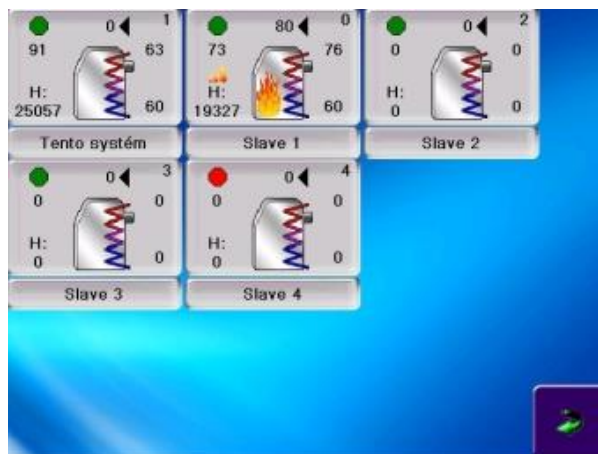 0 1
91 63
H:
25057 60
Tento systém
80 0
73 76
H:
19327 60
Slave 1
0 2
0 0
H:
0 0
Slave 2
0 3
0 0
H:
0 0
Slave 3
0 4
0 0
H:
0 0
Slave 4